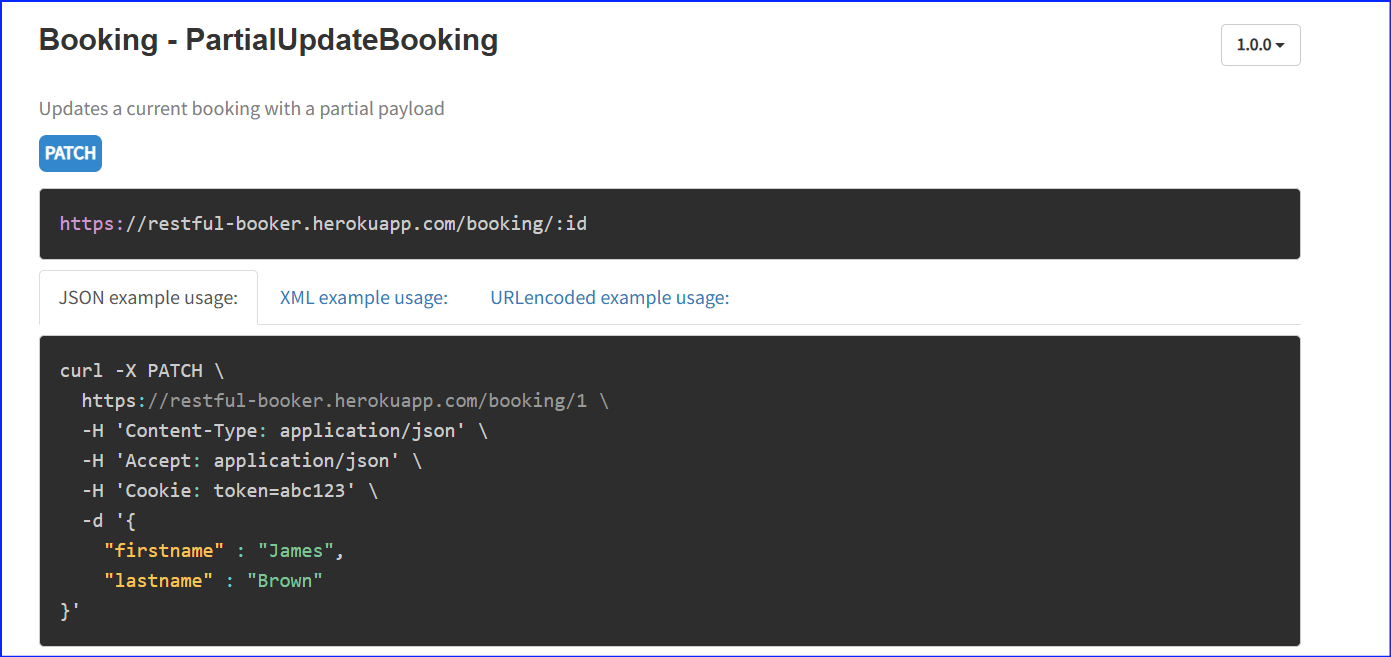 Booking - PartialUpdateBooking
1.0.0
Updates a current booking with a partial payload
PATCH
https://restful-booker.herokuapp.com/booking/:id
JSON example usage: XML example usage: URLencoded example usage:
curl -X PATCH \
  https://restful-booker.herokuapp.com/booking/1 \
  -H 'Content-Type: application/json' \
  -H 'Accept: application/json' \
  -H 'Cookie: token=abc123' \
  -d '{
    "firstname" : "James",
    "lastname" : "Brown"
}'